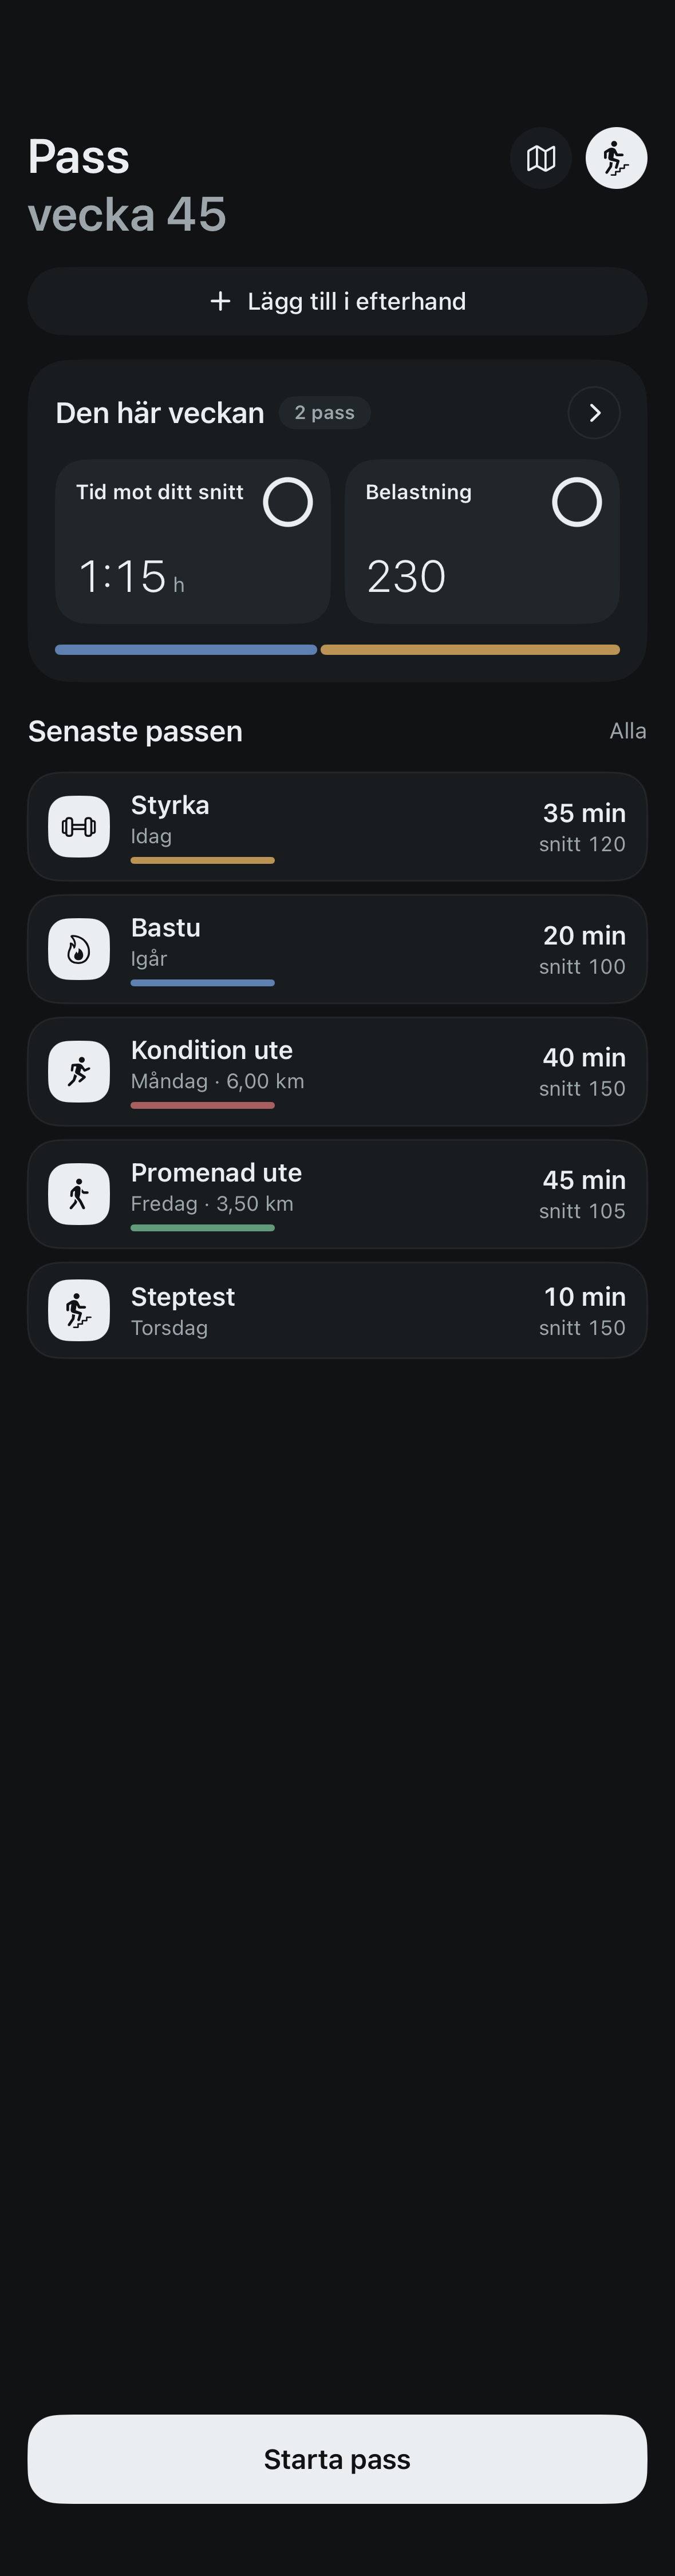 Pass
vecka 45
Lägg till i efterhand
Den här veckan
2 pass
Tid mot ditt snitt
1:15 h
Belastning
230
Senaste passen
Alla
Styrka
Idag
35 min
snitt 120
Bastu
Igår
20 min
snitt 100
Kondition ute
Måndag · 6,00 km
40 min
snitt 150
Promenad ute
Fredag · 3,50 km
45 min
snitt 105
Steptest
Torsdag
10 min
snitt 150
Starta pass